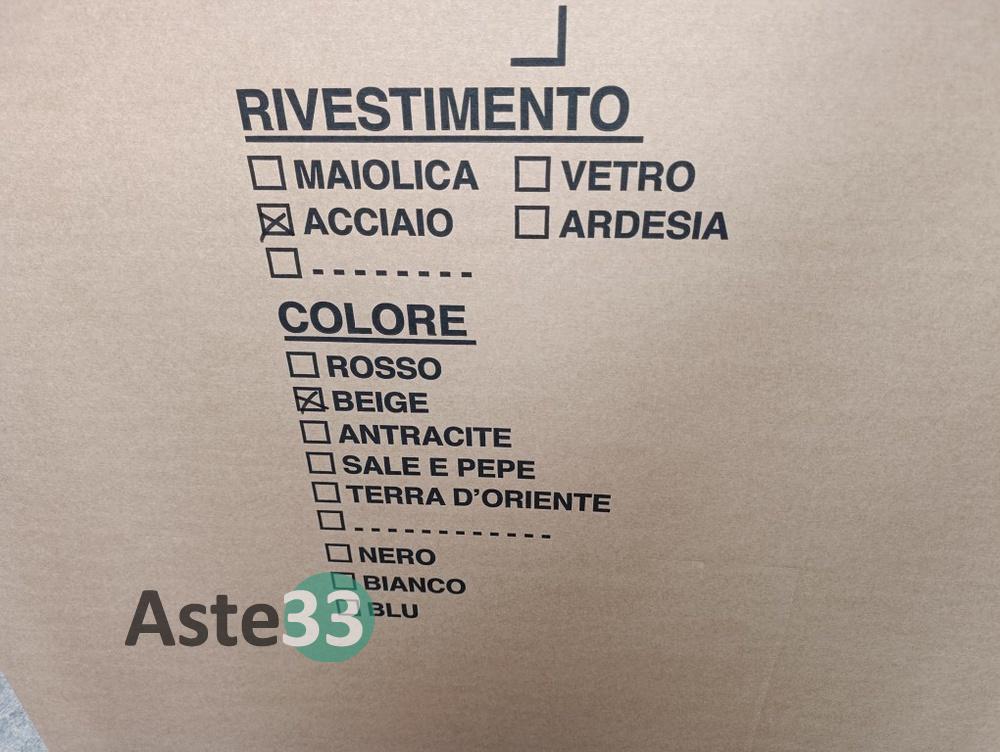 RIVESTIMENTO
☐ MAIOLICA ☐ VETRO
☒ ACCIAIO ☐ ARDESIA
☐ --------
COLORE
☐ ROSSO
☒ BEIGE
☐ ANTRACITE
☐ SALE E PEPE
☐ TERRA D'ORIENTE
☐ -------------
☐ NERO
☐ BIANCO
☐ BLU
Aste33